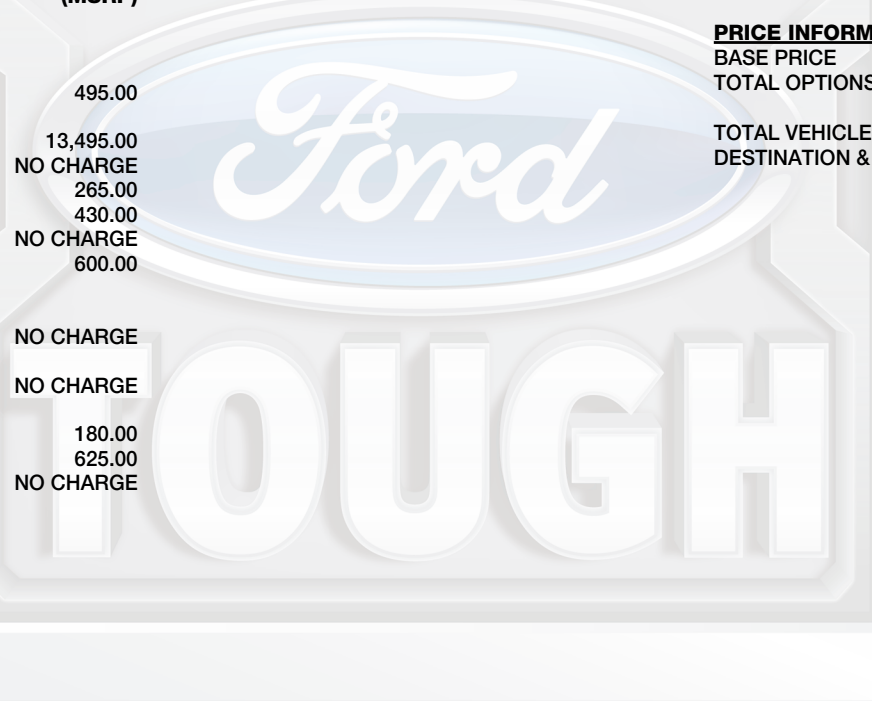 (MSRP)
495.00
13,495.00
NO CHARGE
265.00
430.00
NO CHARGE
600.00
NO CHARGE
NO CHARGE
180.00
625.00
NO CHARGE
PRICE INFORM
BASE PRICE
TOTAL OPTIONS
TOTAL VEHICLE
DESTINATION &
Ford
TOUGH